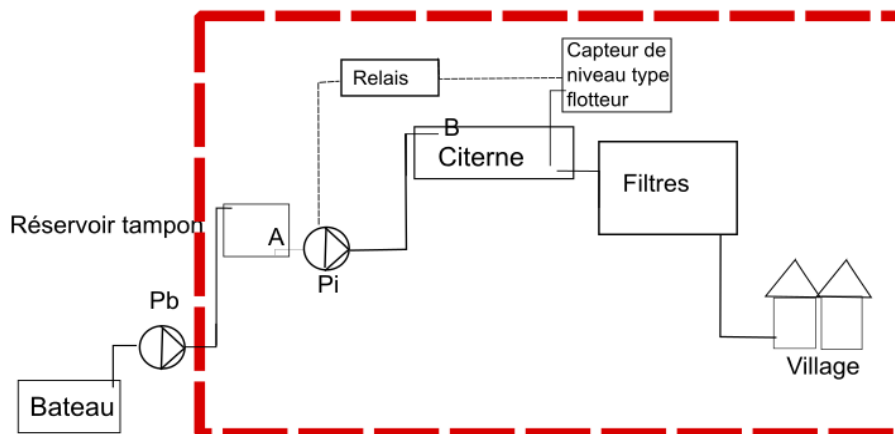 Capteur de
niveau type
flotteur
Relais
B
Citerne
Filtres
Réservoir tampon
A
Pi
Pb
Bateau
Village